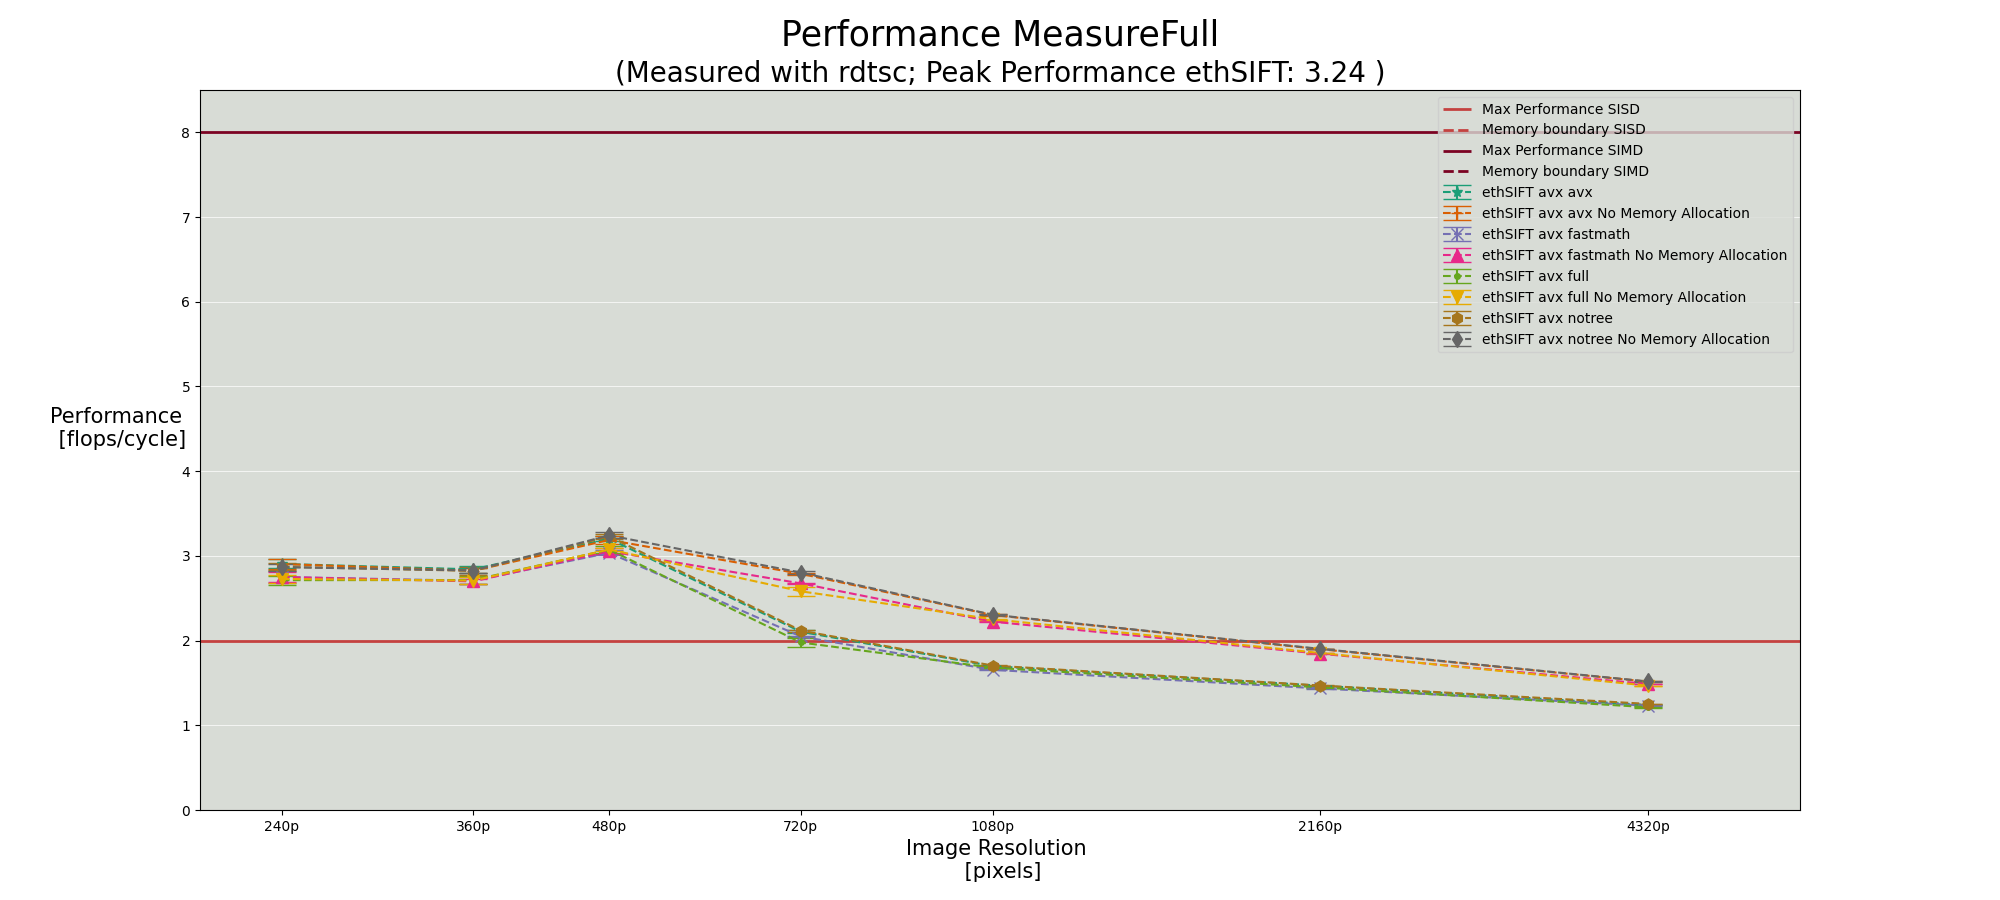 Performance MeasureFull
(Measured with rdtsc; Peak Performance ethSIFT: 3.24 )
Max Performance SISD
Memory boundary SISD
Max Performance SIMD
Memory boundary SIMD
ethSIFT avx avx
ethSIFT avx avx No Memory Allocation
ethSIFT avx fastmath
ethSIFT avx fastmath No Memory Allocation
ethSIFT avx full
ethSIFT avx full No Memory Allocation
ethSIFT avx notree
ethSIFT avx notree No Memory Allocation
8
7
6
5
4
3
2
1
0
Performance
[flops/cycle]
240p 360p 480p 720p 1080p 2160p 4320p
Image Resolution
[pixels]